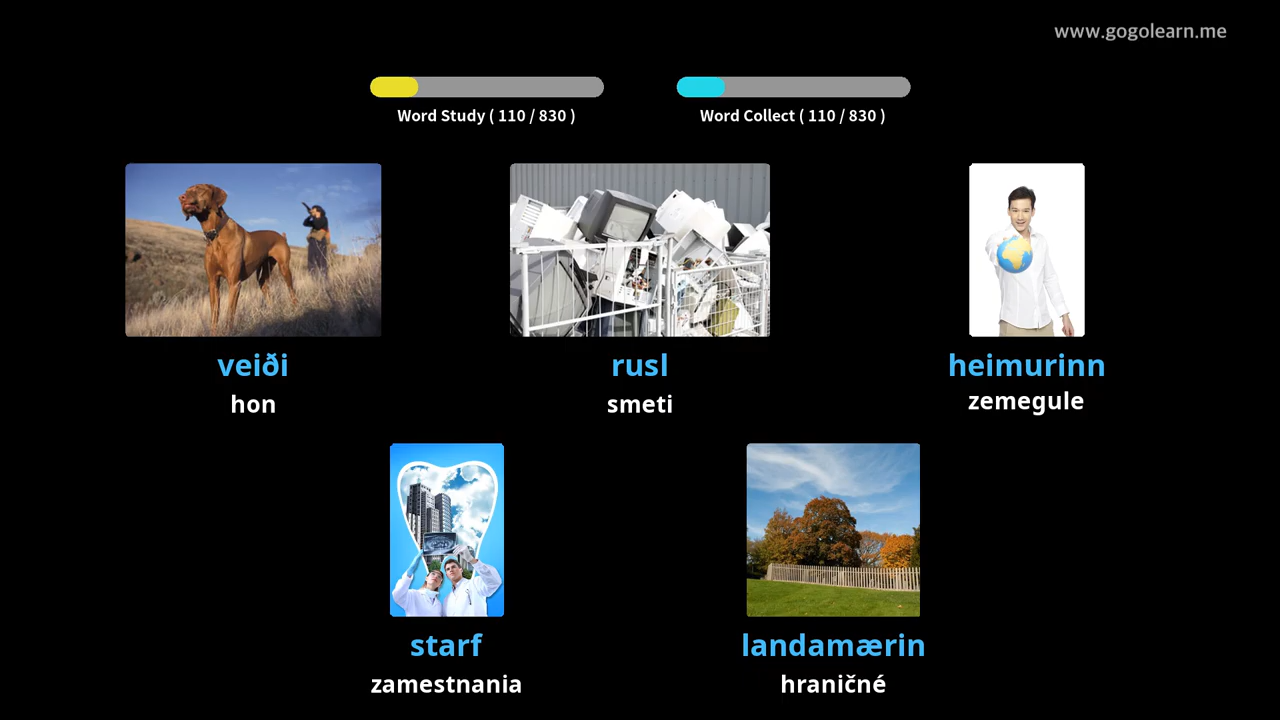 www.gogolearn.me
Word Study ( 110 / 830 )
Word Collect ( 110 / 830 )
veiði
hon
rusl
smeti
heimurinn
zemegule
starf
zamestnania
landamærin
hraničné